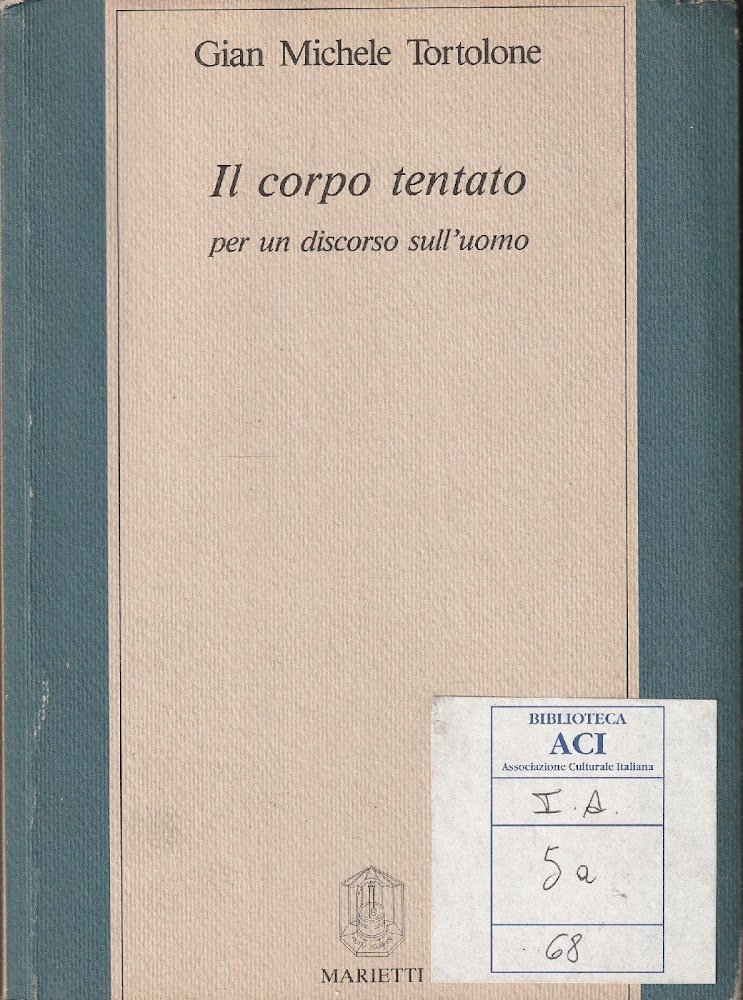 Gian Michele Tortolone
Il corpo tentato
per un discorso sull'uomo
BIBLIOTECA
ACI
Associazione Culturale Italiana
I.A.
5a
68
MARIETTI